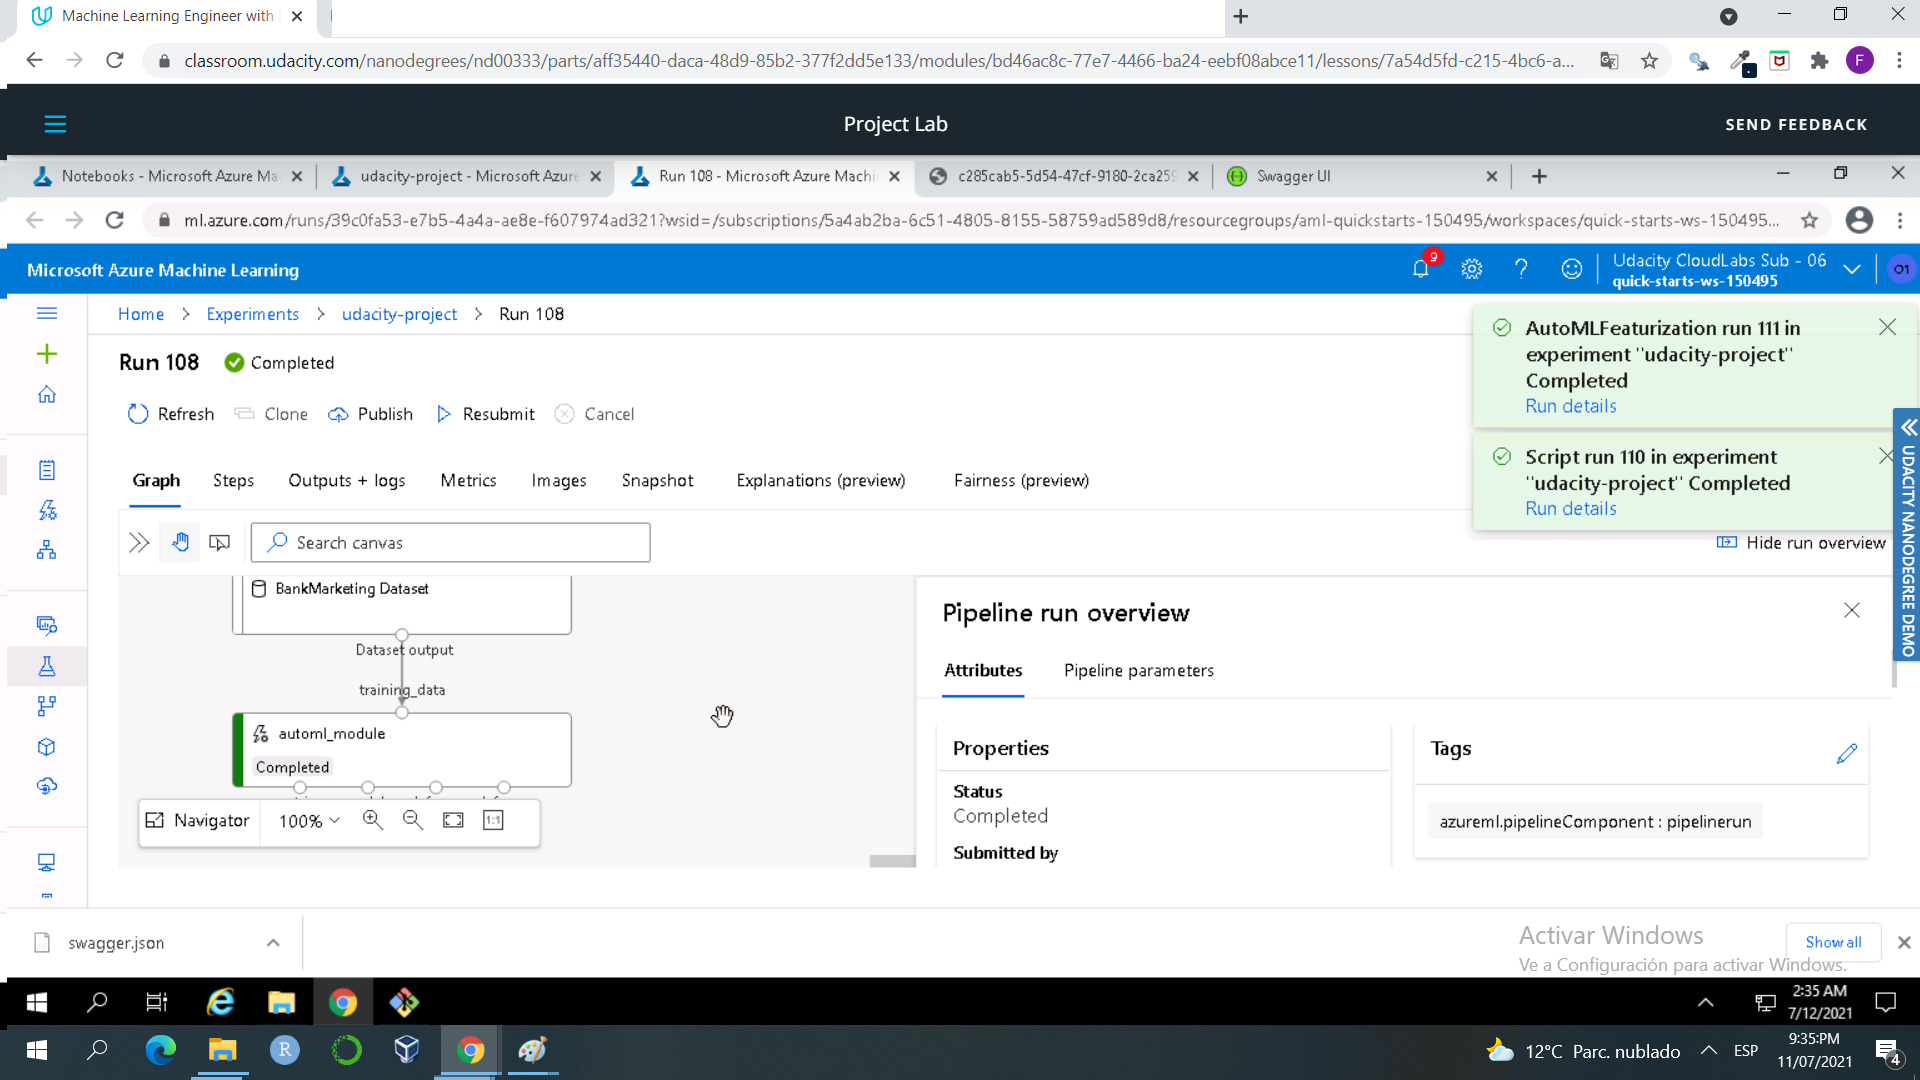 Machine Learning Engineer with
classroom.udacity.com/nanodegrees/nd00333/parts/aff35440-daca-48d9-85b2-377f2dd5e133/modules/bd46ac8c-77e7-4466-ba24-eebf08abce11/lessons/7a54d5fd-c215-4bc6-a...
F
Project Lab
SEND FEEDBACK
Notebooks - Microsoft Azure Ma
udacity-project - Microsoft Azure
Run 108 - Microsoft Azure Machi
c285cab5-5d54-47cf-9180-2ca259
Swagger UI
ml.azure.com/runs/39c0fa53-e7b5-4a4a-ae8e-f607974ad321?wsid=/subscriptions/5a4ab2ba-6c51-4805-8155-58759ad589d8/resourcegroups/aml-quickstarts-150495/workspaces/quick-starts-ws-150495...
Microsoft Azure Machine Learning
9
Udacity CloudLabs Sub - 06
quick-starts-ws-150495
O1
Home > Experiments > udacity-project > Run 108
Run 108 Completed
Refresh Clone Publish Resubmit Cancel
AutoMLFeaturization run 111 in
experiment "udacity-project"
Completed
Run details
Script run 110 in experiment
"udacity-project" Completed
Run details
UDACITY NANODEGREE DEMO
Graph Steps Outputs + logs Metrics Images Snapshot Explanations (preview) Fairness (preview)
Search canvas
Hide run overview
BankMarketing Dataset
Dataset output
training_data
automl_module
Completed
Navigator 100% 1:1
Pipeline run overview
Attributes Pipeline parameters
Properties
Status
Completed
Submitted by
Tags
azureml.pipelineComponent : pipelinerun
swagger.json
Activar Windows
Ve a Configuración para activar Windows.
Show all
2:35 AM
7/12/2021
R
12°C Parc. nublado
ESP
9:35:PM
11/07/2021
4